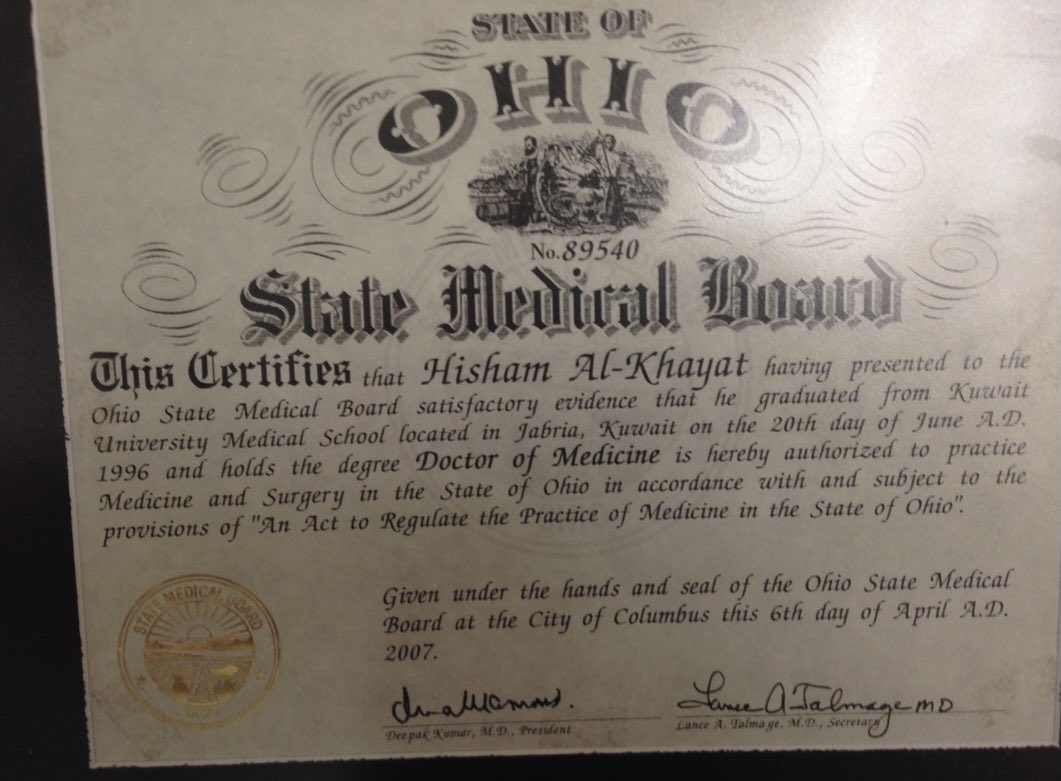 STATE OF
OHIO
No. 89540
State Medical Board
This Certifies that Hisham Al-Khayat having presented to the
Ohio State Medical Board satisfactory evidence that he graduated from Kuwait
University Medical School located in Jabria, Kuwait on the 20th day of June A.D.
1996 and holds the degree Doctor of Medicine is hereby authorized to practice
Medicine and Surgery in the State of Ohio in accordance with and subject to the
provisions of "An Act to Regulate the Practice of Medicine in the State of Ohio".
STATE MEDICAL BOARD
OHIO
Given under the hands and seal of the Ohio State Medical
Board at the City of Columbus this 6th day of April A.D.
2007.
Lance A Talmage MD
Deepak Kumar, M.D., President
Lance A. Talmage, M.D., Secretary